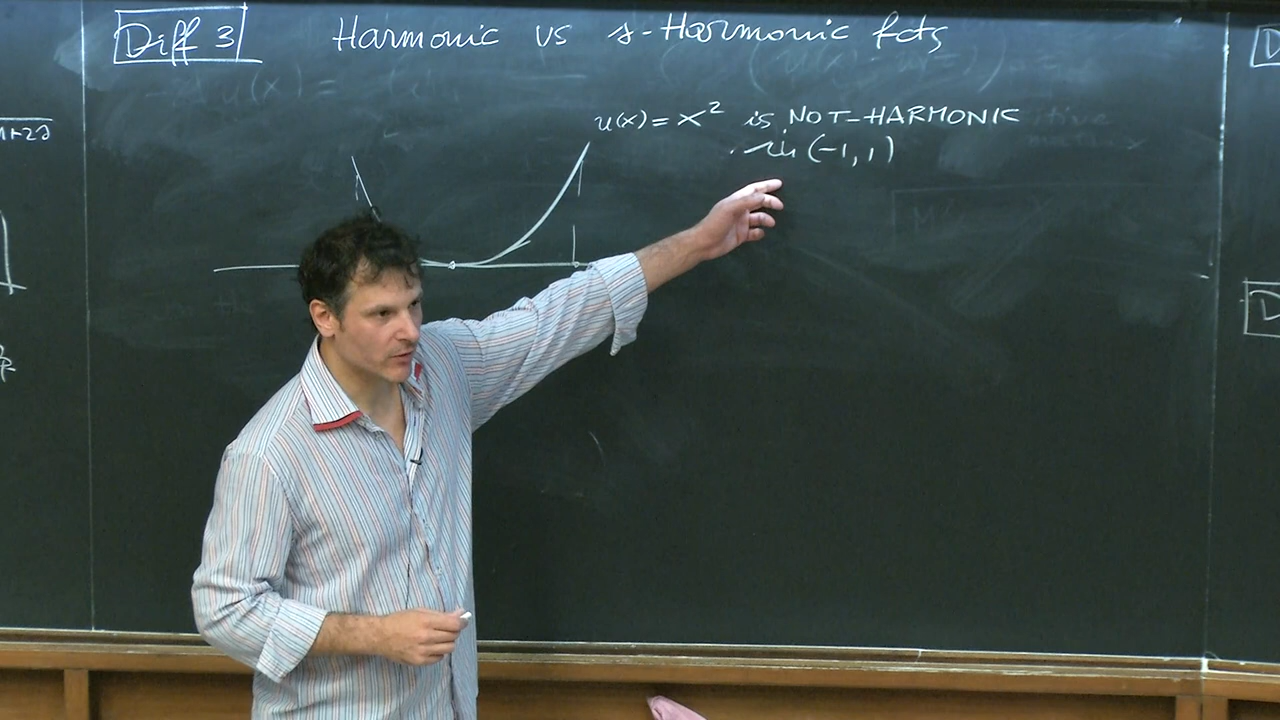 Diff 3 Harmonic vs s-Harmonic fcts
u(x) = x² is NOT-HARMONIC
in (-1,1)